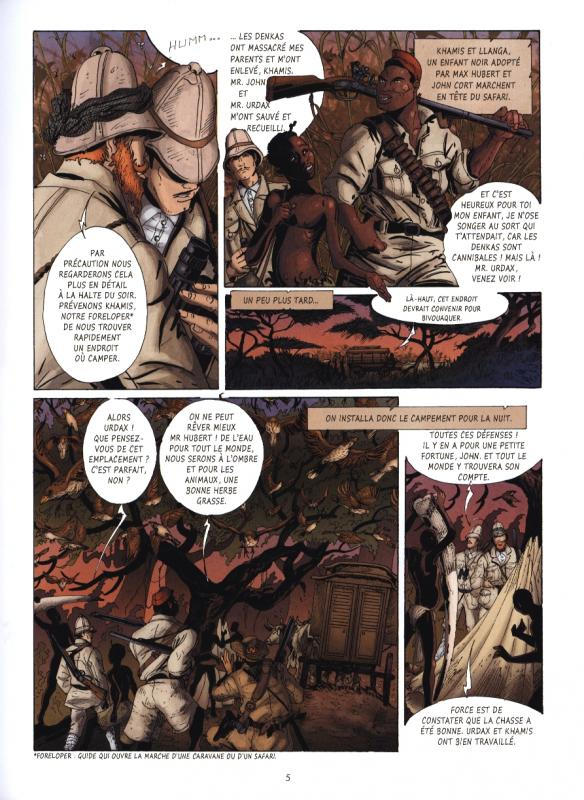 HUMM...
... LES DENKAS
ONT MASSACRÉ MES
PARENTS ET M'ONT
ENLEVÉ, KHAMIS.
MR. JOHN
ET
MR. URDAX
M'ONT SAUVÉ ET
RECUEILLI.
KHAMIS ET LLANGA,
UN ENFANT NOIR ADOPTÉ
PAR MAX HUBERT ET
JOHN CORT MARCHENT
EN TÊTE DU SAFARI.
PAR
PRÉCAUTION NOUS
REGARDERONS CELA
PLUS EN DÉTAIL
À LA HALTE DU SOIR.
PRÉVENONS KHAMIS,
NOTRE FORELOPER*
DE NOUS TROUVER
RAPIDEMENT
UN ENDROIT
OÙ CAMPER.
ET C'EST
HEUREUX POUR TOI
MON ENFANT, JE N'OSE
SONGER AU SORT QUI
T'ATTENDAIT, CAR LES
DENKAS SONT
CANNIBALES ! MAIS LÀ !
MR. URDAX,
VENEZ VOIR !
UN PEU PLUS TARD...
LÀ-HAUT, CET ENDROIT
DEVRAIT CONVENIR POUR
BIVOUAQUER.
ALORS
URDAX !
QUE PENSEZ-
VOUS DE CET
EMPLACEMENT ?
C'EST PARFAIT,
NON ?
ON NE PEUT
RÊVER MIEUX
MR HUBERT ! DE L'EAU
POUR TOUT LE MONDE,
NOUS SERONS À L'OMBRE
ET POUR LES
ANIMAUX, UNE
BONNE HERBE
GRASSE.
ON INSTALLA DONC LE CAMPEMENT POUR LA NUIT.
TOUTES CES DÉFENSES !
IL Y EN A POUR UNE PETITE
FORTUNE, JOHN. ET TOUT LE
MONDE Y TROUVERA SON
COMPTE.
FORCE EST DE
CONSTATER QUE LA CHASSE A
ÉTÉ BONNE. URDAX ET KHAMIS
ONT BIEN TRAVAILLÉ.
*FORELOPER : GUIDE QUI OUVRE LA MARCHE D'UNE CARAVANE OU D'UN SAFARI.
5